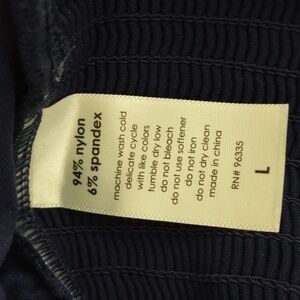 94% nylon
6% spandex
machine wash cold
delicate cycle
with like colors
tumble dry low
do not bleach
do not use softener
do not iron
do not dry clean
made in china
RN# 96335
L